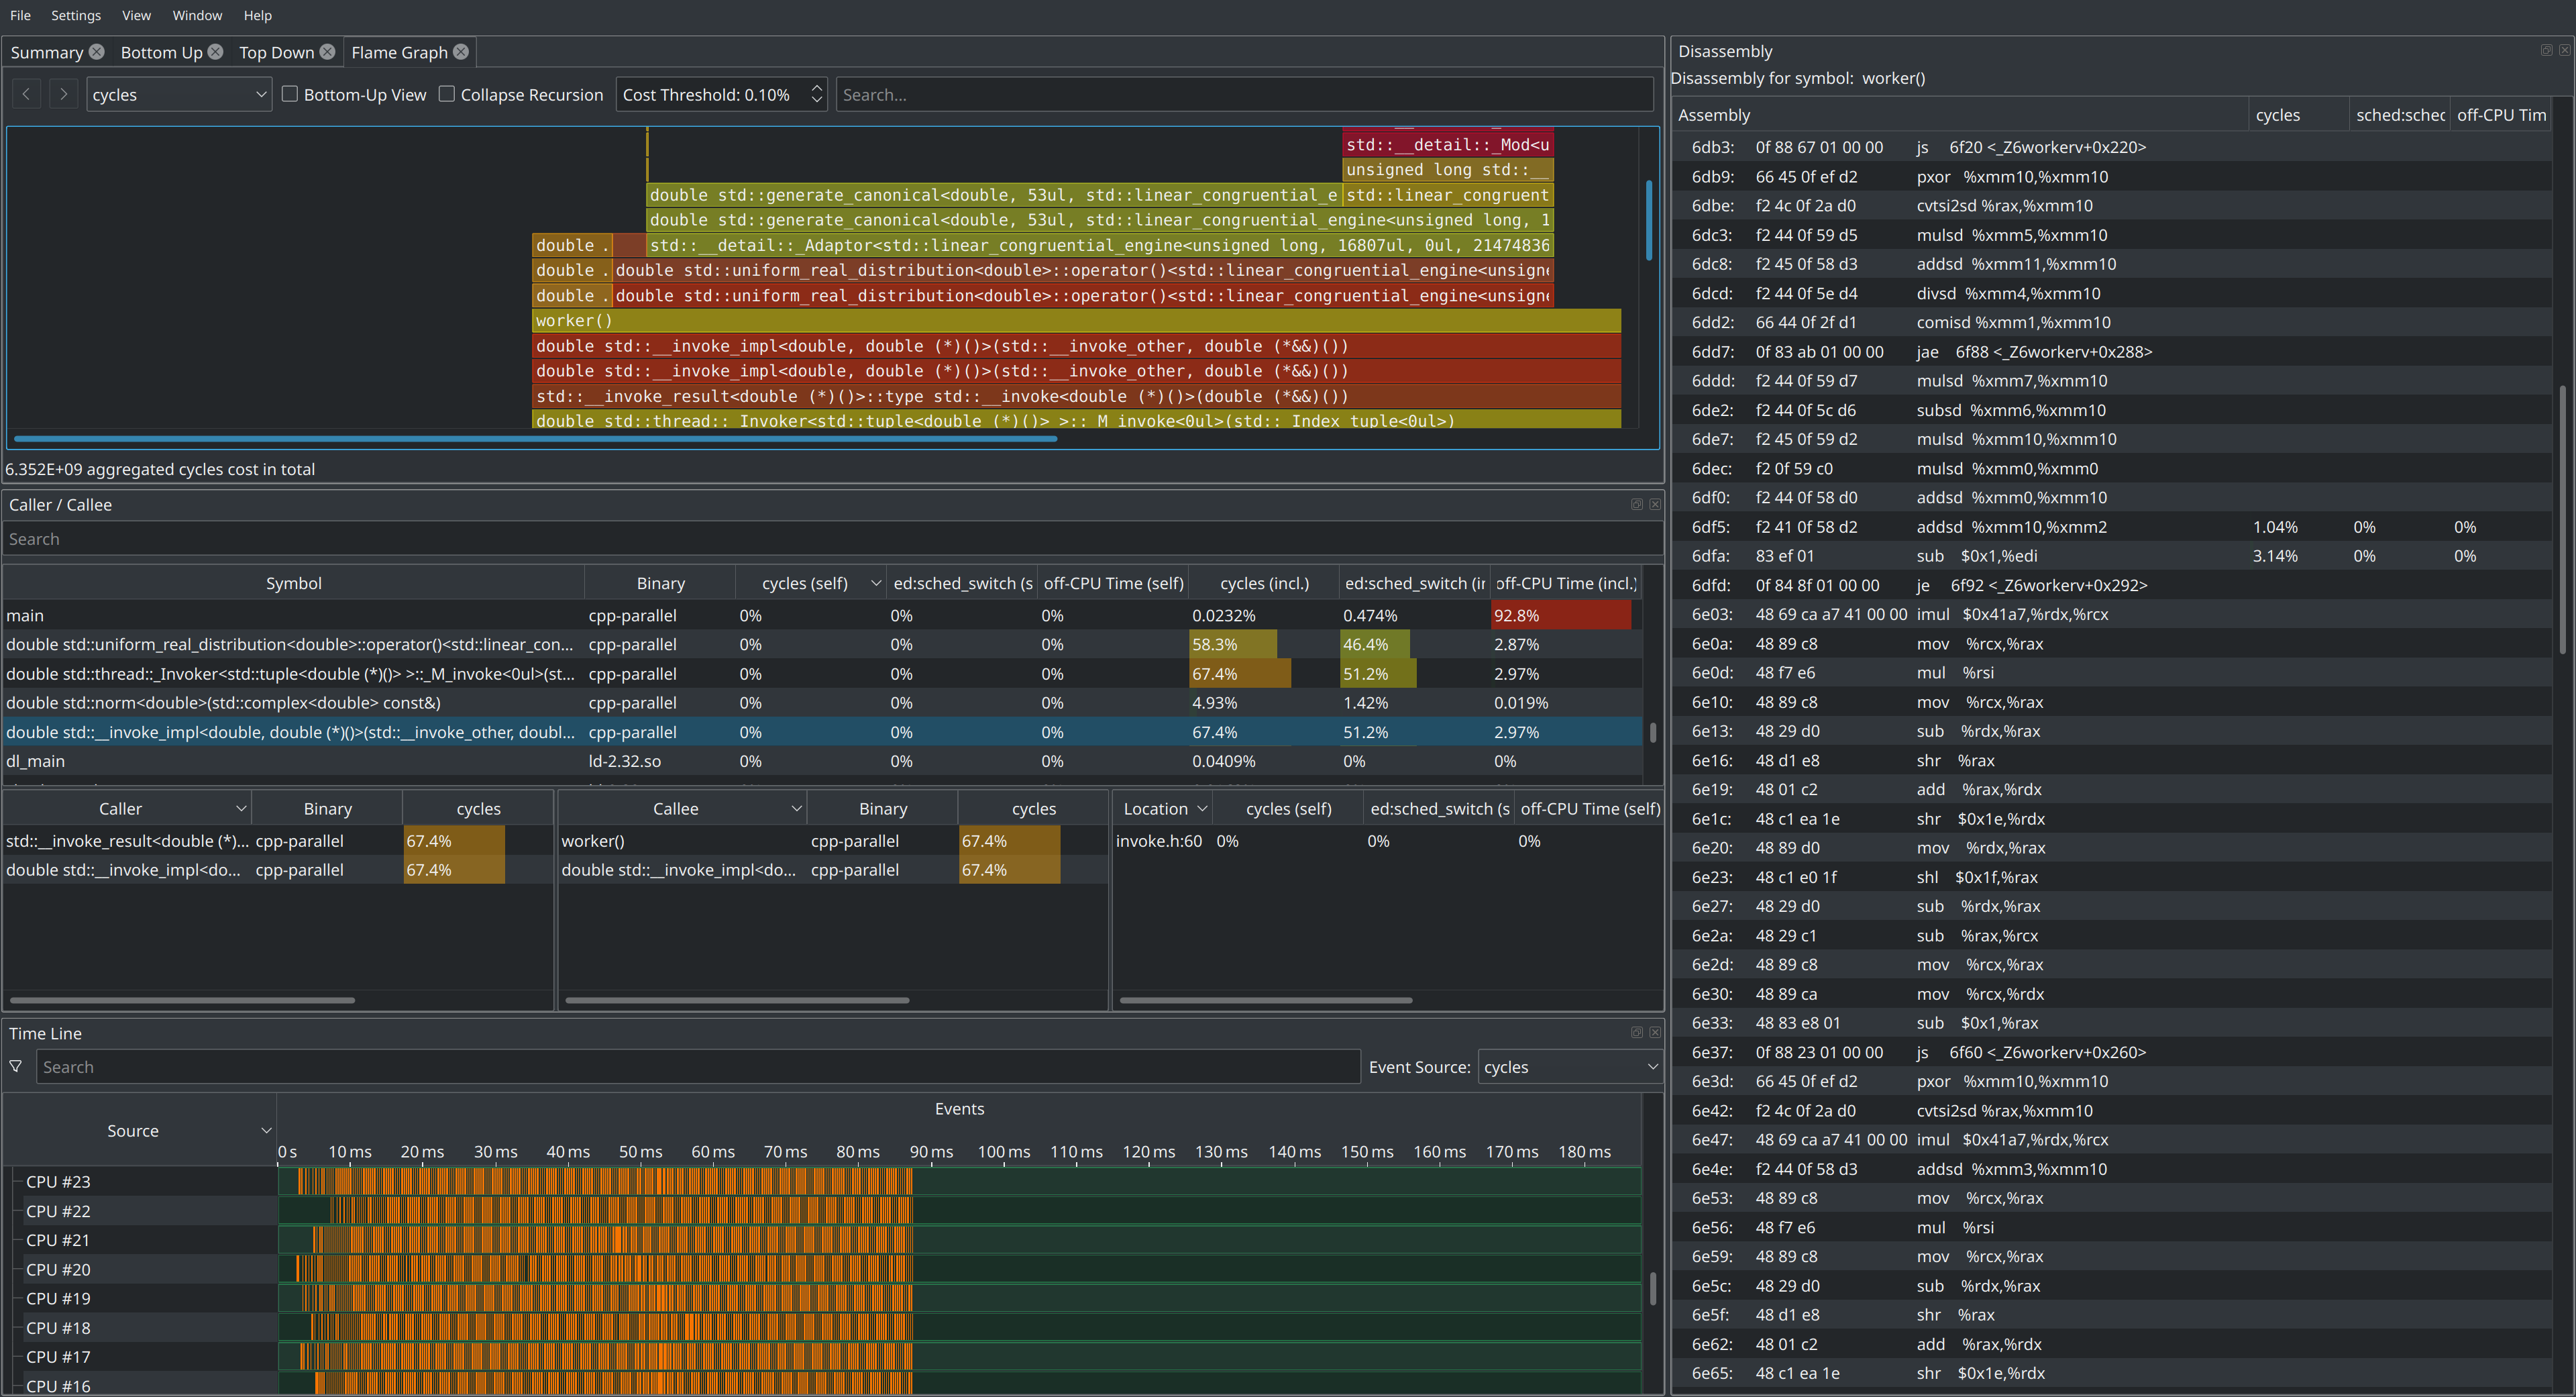 File Settings View Window Help
Summary Bottom Up Top Down Flame Graph
cycles Bottom-Up View Collapse Recursion Cost Threshold: 0.10% Search...
std::__detail::_Mod<u
unsigned long std::__
double std::generate_canonical<double, 53ul, std::linear_congruential_e std::linear_congruent
double std::generate_canonical<double, 53ul, std::linear_congruential_engine<unsigned long, 1
double . std::__detail::_Adaptor<std::linear_congruential_engine<unsigned long, 16807ul, 0ul, 21474836
double . double std::uniform_real_distribution<double>::operator()<std::linear_congruential_engine<unsigne
double . double std::uniform_real_distribution<double>::operator()<std::linear_congruential_engine<unsigne
worker()
double std::__invoke_impl<double, double (*)()>(std::__invoke_other, double (*&&)())
double std::__invoke_impl<double, double (*)()>(std::__invoke_other, double (*&&)())
std::__invoke_result<double (*)()>::type std::__invoke<double (*)()>(double (*&&)())
double std::thread::_Invoker<std::tuple<double (*)()> >::_M_invoke<0ul>(std::_Index_tuple<0ul>)
6.352E+09 aggregated cycles cost in total
Caller / Callee
Search
Symbol Binary cycles (self) ed:sched_switch (s off-CPU Time (self) cycles (incl.) ed:sched_switch (ir off-CPU Time (incl.)
main cpp-parallel 0% 0% 0% 0.0232% 0.474% 92.8%
double std::uniform_real_distribution<double>::operator()<std::linear_con... cpp-parallel 0% 0% 0% 58.3% 46.4% 2.87%
double std::thread::_Invoker<std::tuple<double (*)()> >::_M_invoke<0ul>(st... cpp-parallel 0% 0% 0% 67.4% 51.2% 2.97%
double std::norm<double>(std::complex<double> const&) cpp-parallel 0% 0% 0% 4.93% 1.42% 0.019%
double std::__invoke_impl<double, double (*)()>(std::__invoke_other, doubl... cpp-parallel 0% 0% 0% 67.4% 51.2% 2.97%
dl_main ld-2.32.so 0% 0% 0% 0.0409% 0% 0%
Caller Binary cycles
std::__invoke_result<double (*)... cpp-parallel 67.4%
double std::__invoke_impl<do... cpp-parallel 67.4%
Callee Binary cycles
worker() cpp-parallel 67.4%
double std::__invoke_impl<do... cpp-parallel 67.4%
Location cycles (self) ed:sched_switch (s off-CPU Time (self)
invoke.h:60 0% 0% 0%
Time Line
Search Event Source: cycles
Source Events
0 s 10 ms 20 ms 30 ms 40 ms 50 ms 60 ms 70 ms 80 ms 90 ms 100 ms 110 ms 120 ms 130 ms 140 ms 150 ms 160 ms 170 ms 180 ms
CPU #23
CPU #22
CPU #21
CPU #20
CPU #19
CPU #18
CPU #17
CPU #16
Disassembly
Disassembly for symbol: worker()
Assembly cycles sched:sched off-CPU Tim
6db3: 0f 88 67 01 00 00 js 6f20 <_Z6workerv+0x220>
6db9: 66 45 0f ef d2 pxor %xmm10,%xmm10
6dbe: f2 4c 0f 2a d0 cvtsi2sd %rax,%xmm10
6dc3: f2 44 0f 59 d5 mulsd %xmm5,%xmm10
6dc8: f2 45 0f 58 d3 addsd %xmm11,%xmm10
6dcd: f2 44 0f 5e d4 divsd %xmm4,%xmm10
6dd2: 66 44 0f 2f d1 comisd %xmm1,%xmm10
6dd7: 0f 83 ab 01 00 00 jae 6f88 <_Z6workerv+0x288>
6ddd: f2 44 0f 59 d7 mulsd %xmm7,%xmm10
6de2: f2 44 0f 5c d6 subsd %xmm6,%xmm10
6de7: f2 45 0f 59 d2 mulsd %xmm10,%xmm10
6dec: f2 0f 59 c0 mulsd %xmm0,%xmm0
6df0: f2 44 0f 58 d0 addsd %xmm0,%xmm10
6df5: f2 41 0f 58 d2 addsd %xmm10,%xmm2 1.04% 0% 0%
6dfa: 83 ef 01 sub $0x1,%edi 3.14% 0% 0%
6dfd: 0f 84 8f 01 00 00 je 6f92 <_Z6workerv+0x292>
6e03: 48 69 ca a7 41 00 00 imul $0x41a7,%rdx,%rcx
6e0a: 48 89 c8 mov %rcx,%rax
6e0d: 48 f7 e6 mul %rsi
6e10: 48 89 c8 mov %rcx,%rax
6e13: 48 29 d0 sub %rdx,%rax
6e16: 48 d1 e8 shr %rax
6e19: 48 01 c2 add %rax,%rdx
6e1c: 48 c1 ea 1e shr $0x1e,%rdx
6e20: 48 89 d0 mov %rdx,%rax
6e23: 48 c1 e0 1f shl $0x1f,%rax
6e27: 48 29 d0 sub %rdx,%rax
6e2a: 48 29 c1 sub %rax,%rcx
6e2d: 48 89 c8 mov %rcx,%rax
6e30: 48 89 ca mov %rcx,%rdx
6e33: 48 83 e8 01 sub $0x1,%rax
6e37: 0f 88 23 01 00 00 js 6f60 <_Z6workerv+0x260>
6e3d: 66 45 0f ef d2 pxor %xmm10,%xmm10
6e42: f2 4c 0f 2a d0 cvtsi2sd %rax,%xmm10
6e47: 48 69 ca a7 41 00 00 imul $0x41a7,%rdx,%rcx
6e4e: f2 44 0f 58 d3 addsd %xmm3,%xmm10
6e53: 48 89 c8 mov %rcx,%rax
6e56: 48 f7 e6 mul %rsi
6e59: 48 89 c8 mov %rcx,%rax
6e5c: 48 29 d0 sub %rdx,%rax
6e5f: 48 d1 e8 shr %rax
6e62: 48 01 c2 add %rax,%rdx
6e65: 48 c1 ea 1e shr $0x1e,%rdx